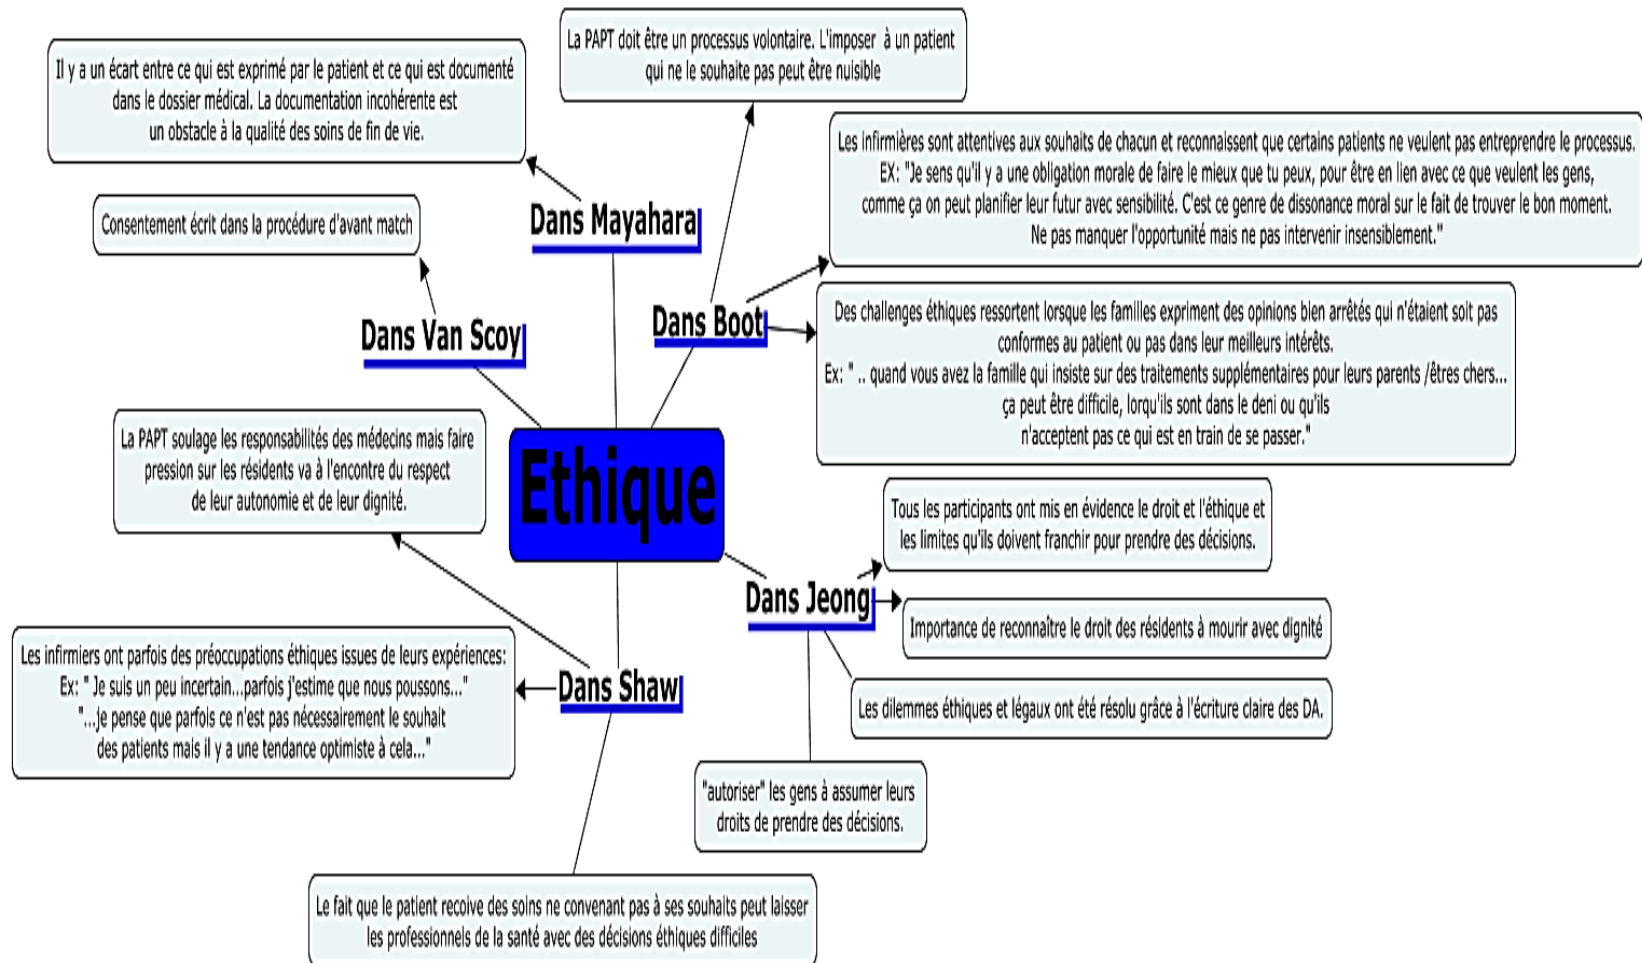 La PAPT doit être un processus volontaire. L'imposer à un patient
qui ne le souhaite pas peut être nuisible
Il y a un écart entre ce qui est exprimé par le patient et ce qui est documenté
dans le dossier médical. La documentation incohérente est
un obstacle à la qualité des soins de fin de vie.
Les infirmières sont attentives aux souhaits de chacun et reconnaissent que certains patients ne veulent pas entreprendre le processus.
EX: "Je sens qu'il y a une obligation morale de faire le mieux que tu peux, pour être en lien avec ce que veulent les gens,
comme ça on peut planifier leur futur avec sensibilité. C'est ce genre de dissonance moral sur le fait de trouver le bon moment.
Ne pas manquer l'opportunité mais ne pas intervenir insensiblement."
Consentement écrit dans la procédure d'avant match
Dans Mayahara
Dans Van Scoy
Dans Boot
Des challenges éthiques ressortent lorsque les familles expriment des opinions bien arrêtés qui n'étaient soit pas
conformes au patient ou pas dans leur meilleurs intérêts.
Ex: " .. quand vous avez la famille qui insiste sur des traitements supplémentaires pour leurs parents /êtres chers...
ça peut être difficile, lorqu'ils sont dans le deni ou qu'ils
n'acceptent pas ce qui est en train de se passer."
La PAPT soulage les responsabilités des médecins mais faire
pression sur les résidents va à l'encontre du respect
de leur autonomie et de leur dignité.
Ethique
Tous les participants ont mis en évidence le droit et l'éthique et
les limites qu'ils doivent franchir pour prendre des décisions.
Dans Jeong
Importance de reconnaître le droit des résidents à mourir avec dignité
Les infirmiers ont parfois des préoccupations éthiques issues de leurs expériences:
Ex: " Je suis un peu incertain...parfois j'estime que nous poussons..."
"...je pense que parfois ce n'est pas nécessairement le souhait
des patients mais il y a une tendance optimiste à cela..."
Dans Shaw
Les dilemmes éthiques et légaux ont été résolu grâce à l'écriture claire des DA.
"autoriser" les gens à assumer leurs
droits de prendre des décisions.
Le fait que le patient recoive des soins ne convenant pas à ses souhaits peut laisser
les professionnels de la santé avec des décisions éthiques difficiles